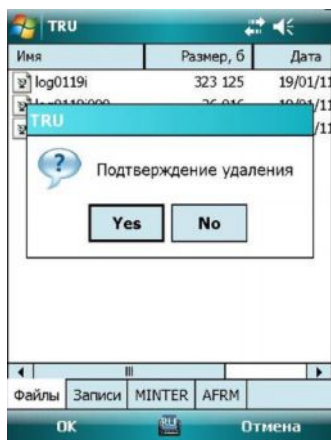 TRU
Имя Размер, б Дата
log0119i 323 125 19/01/11
TRU
Подтверждение удаления
Yes No
Файлы Записи MINTER AFRM
OK RU Отмена